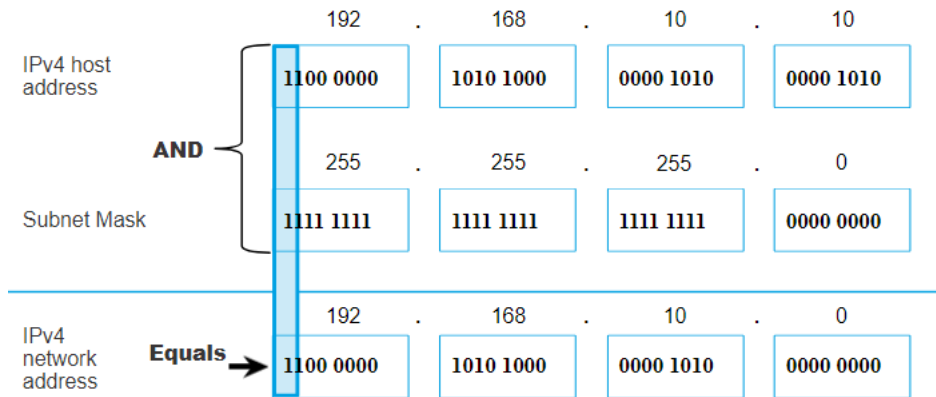 192 . 168 . 10 . 10
IPv4 host
address
1100 0000 1010 1000 0000 1010 0000 1010
AND
255 . 255 . 255 . 0
Subnet Mask
1111 1111 1111 1111 1111 1111 0000 0000
192 . 168 . 10 . 0
IPv4
network
address
Equals
1100 0000 1010 1000 0000 1010 0000 0000